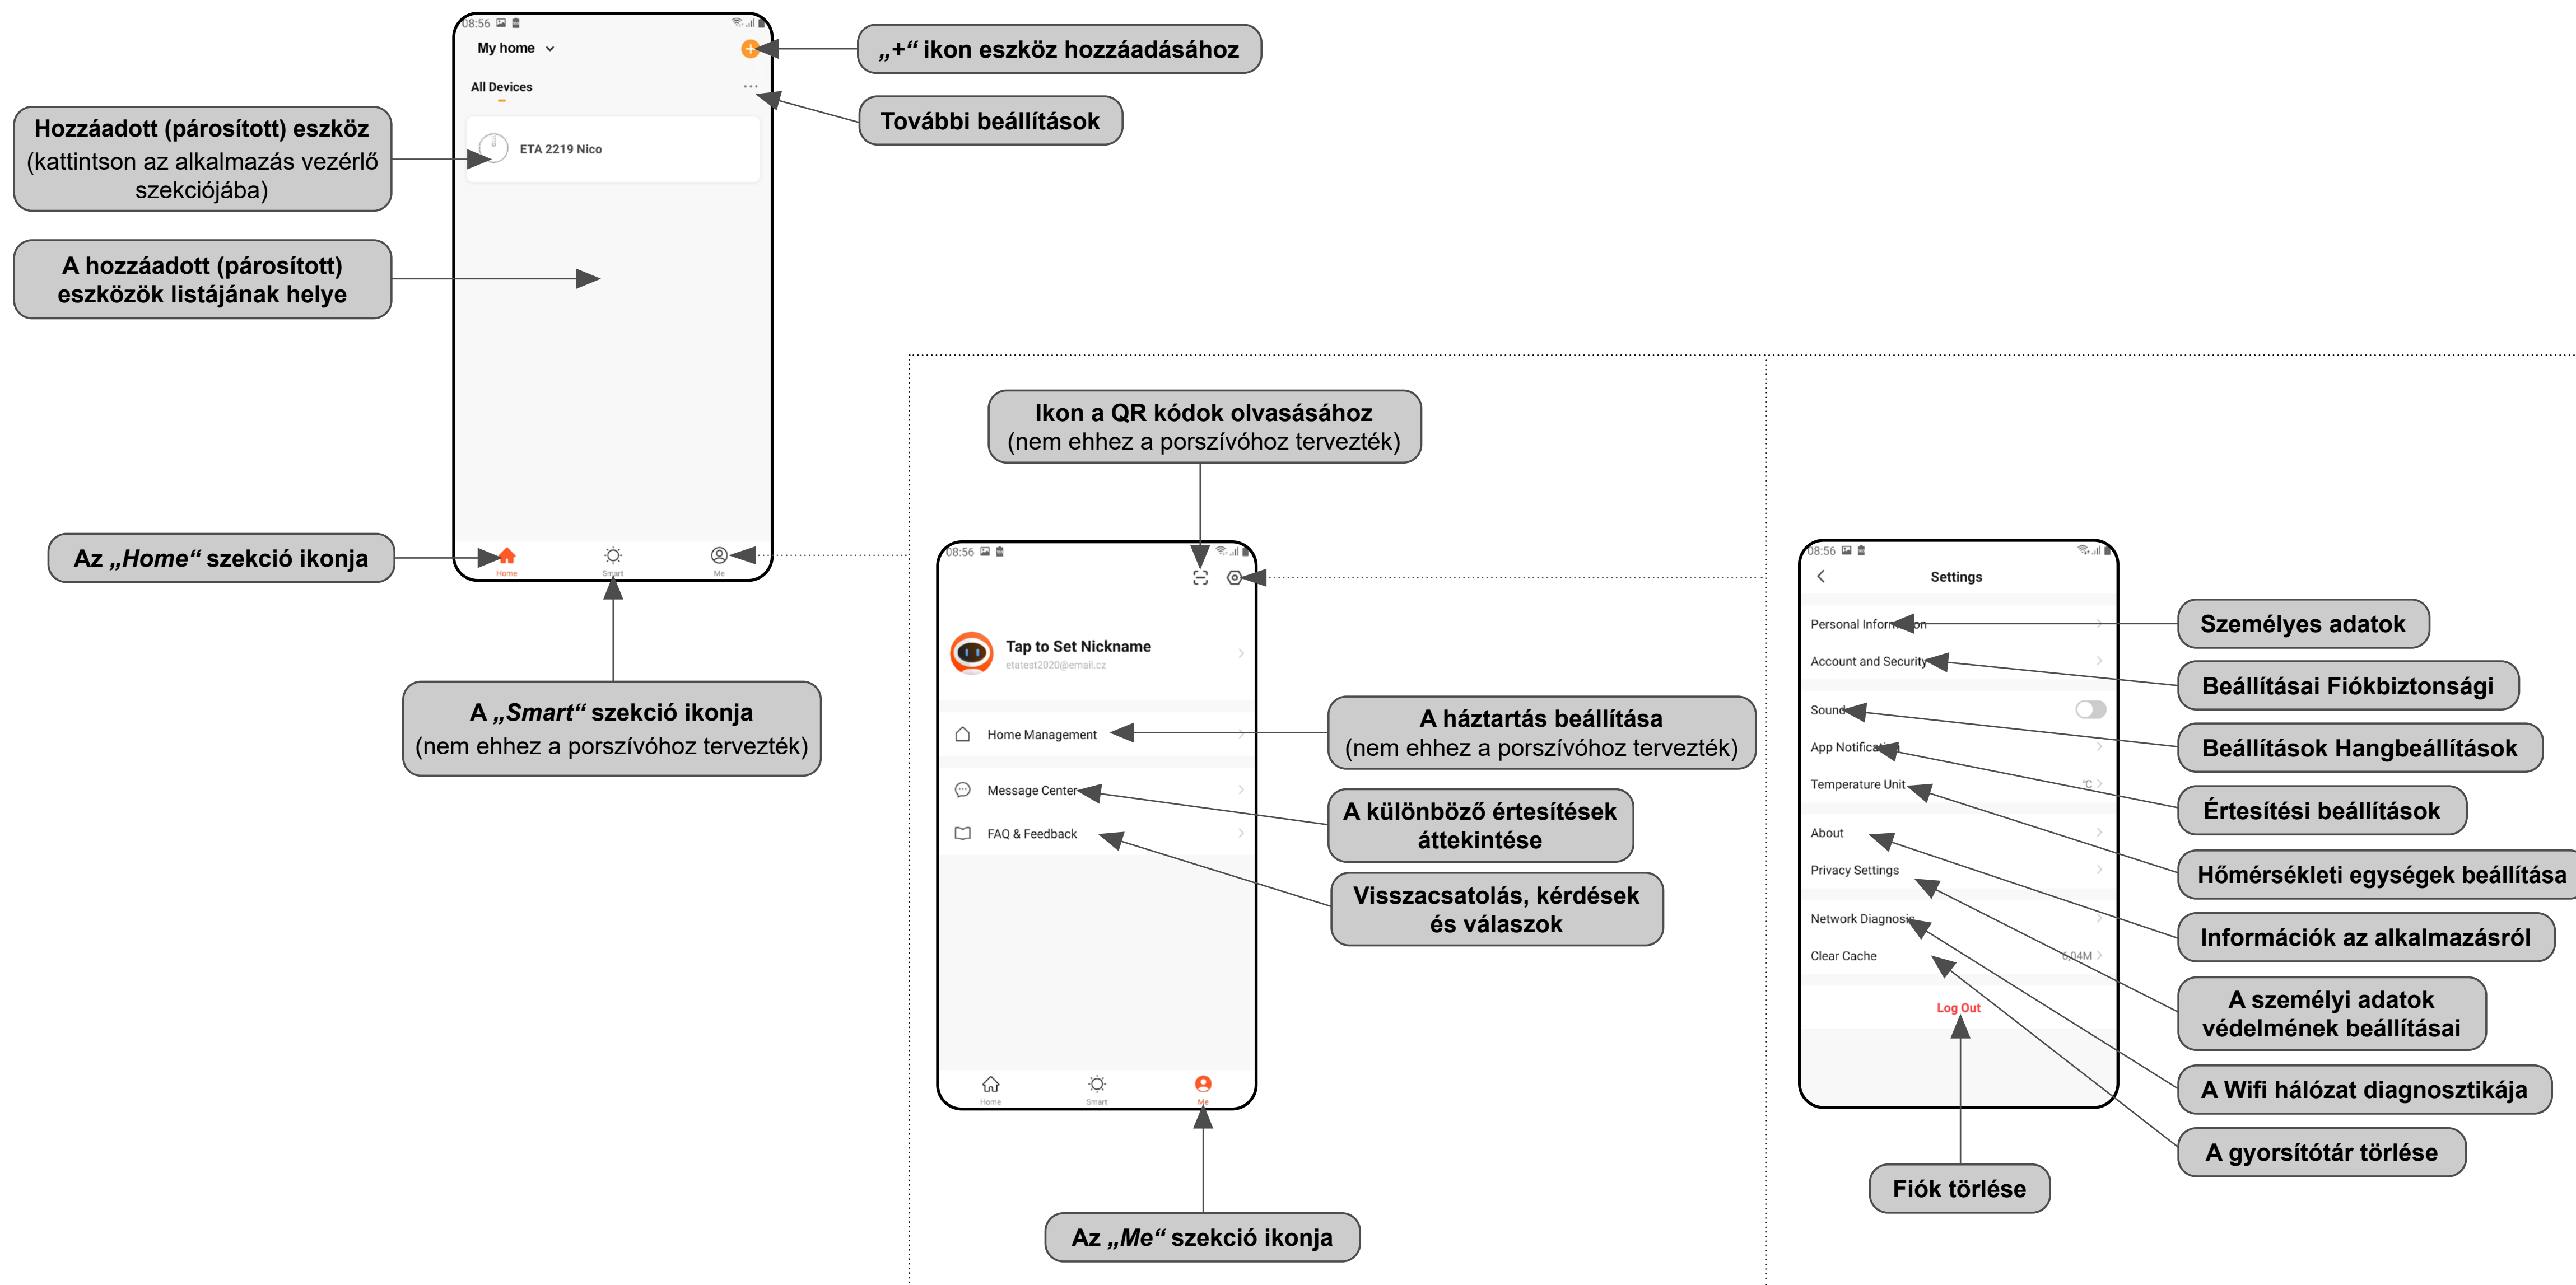 08:56
My home
„+“ ikon eszköz hozzáadásához
All Devices
További beállítások
Hozzáadott (párosított) eszköz
(kattintson az alkalmazás vezérlő
szekciójába)
ETA 2219 Nico
A hozzáadott (párosított)
eszközök listájának helye
Az „Home“ szekció ikonja
Home
Smart
Me
A „Smart“ szekció ikonja
(nem ehhez a porszívóhoz tervezték)
Ikon a QR kódok olvasásához
(nem ehhez a porszívóhoz tervezték)
08:56
Tap to Set Nickname
etatest2020@email.cz
Home Management
A háztartás beállítása
(nem ehhez a porszívóhoz tervezték)
Message Center
A különböző értesítések
áttekintése
FAQ & Feedback
Visszacsatolás, kérdések
és válaszok
Home
Smart
Me
Az „Me“ szekció ikonja
08:56
Settings
Personal Information
Személyes adatok
Account and Security
Beállításai Fiókbiztonsági
Sound
Beállítások Hangbeállítások
App Notification
Értesítési beállítások
Temperature Unit
°C
Hőmérsékleti egységek beállítása
About
Információk az alkalmazásról
Privacy Settings
A személyi adatok
védelmének beállításai
Network Diagnosis
A Wifi hálózat diagnosztikája
Clear Cache
6,04M
A gyorsítótár törlése
Log Out
Fiók törlése